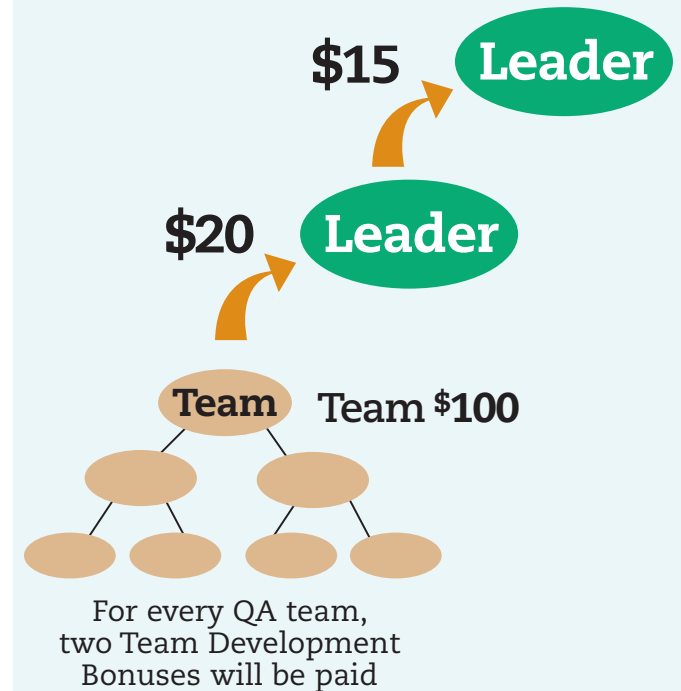 $15
Leader
$20
Leader
Team
Team $100
For every QA team,
two Team Development
Bonuses will be paid